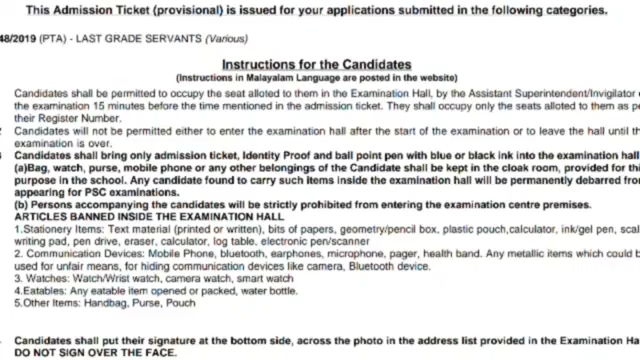 This Admission Ticket (provisional) is issued for your applications submitted in the following categories.
48/2019 (PTA) - LAST GRADE SERVANTS (Various)
Instructions for the Candidates
(Instructions in Malayalam Language are posted in the website)
Candidates shall be permitted to occupy the seat alloted to them in the Examination Hall, by the Assistant Superintendent/Invigilator
the examination 15 minutes before the time mentioned in the admission ticket. They shall occupy only the seats alloted to them as
their Register Number.
Candidates will not be permitted either to enter the examination hall after the start of the examination or to leave the hall until
examination is over.
Candidates shall bring only admission ticket, Identity Proof and ball point pen with blue or black ink into the examination hall
(a)Bag, watch, purse, mobile phone or any other belongings of the Candidate shall be kept in the cloak room, provided for
purpose in the school. Any candidate found to carry such items inside the examination hall will be permanently debarred
appearing for PSC examinations.
(b) Persons accompanying the candidates will be strictly prohibited from entering the examination centre premises.
ARTICLES BANNED INSIDE THE EXAMINATION HALL
1.Stationery Items: Text material (printed or written), bits of papers, geometry/pencil box, plastic pouch,calculator, ink/gel pen,
writing pad, pen drive, eraser, calculator, log table, electronic pen/scanner
2. Communication Devices: Mobile Phone, bluetooth, earphones, microphone, pager, health band. Any metallic items which could
used for unfair means, for hiding communication devices like camera, Bluetooth device.
3. Watches: Watch/Wrist watch, camera watch, smart watch
4.Eatables: Any eatable item opened or packed, water bottle.
5.Other Items: Handbag, Purse, Pouch
Candidates shall put their signature at the bottom side, across the photo in the address list provided in the Examination
DO NOT SIGN OVER THE FACE.